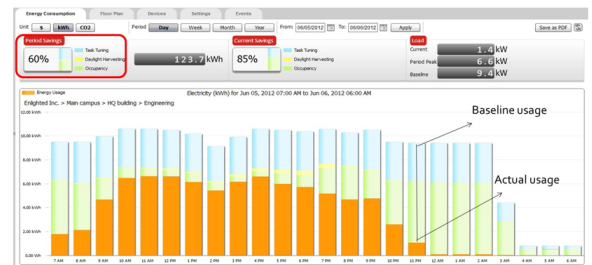 Energy Consumption Floor Plan Devices Settings Events
Unit $ kWh CO2 Period Day Week Month Year From: 06/05/2012 To: 06/06/2012 Apply Save as PDF
Period Savings Current Savings Load
60% Task Tuning Daylight Harvesting Occupancy
123.7 kWh
85% Task Tuning Daylight Harvesting Occupancy
Current 1.4 kW
Period Peak 6.6 kW
Baseline 9.4 kW
Energy Usage
Electricity (kWh) for Jun 05, 2012 07:00 AM to Jun 06, 2012 06:00 AM
Enlighted Inc. > Main campus > HQ building > Engineering
12.00 kWh
Baseline usage
10.00 kWh
8.00 kWh
6.00 kWh
Actual usage
4.00 kWh
2.00 kWh
0.00 kWh
7 AM 8 AM 9 AM 10 AM 11 AM 12 PM 1 PM 2 PM 3 PM 4 PM 5 PM 6 PM 7 PM 8 PM 9 PM 10 PM 11 PM 12 AM 1 AM 2 AM 3 AM 4 AM 5 AM 6 AM